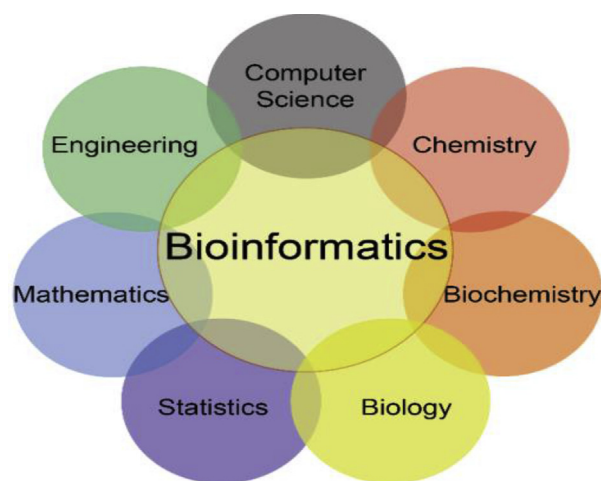 Computer
Science
Engineering
Chemistry
Bioinformatics
Mathematics
Biochemistry
Statistics
Biology